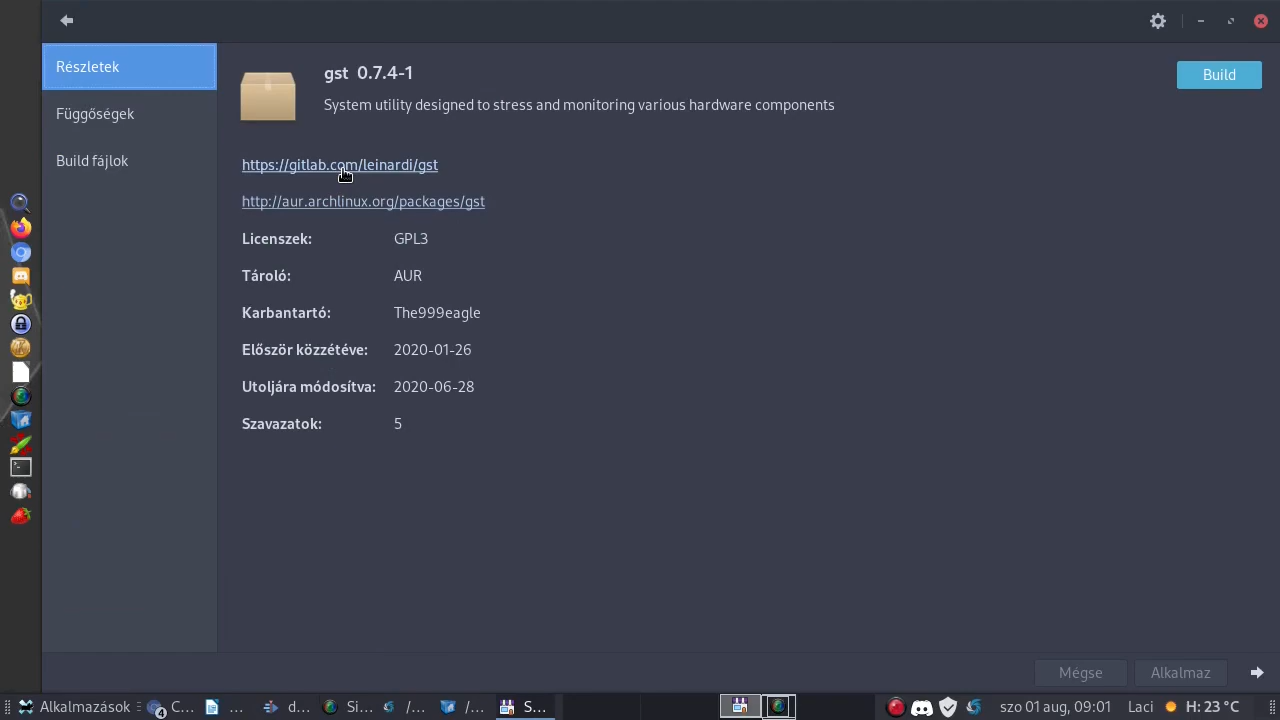 Részletek
Függőségek
Build fájlok
gst 0.7.4-1
Build
System utility designed to stress and monitoring various hardware components
https://gitlab.com/leinardi/gst
http://aur.archlinux.org/packages/gst
Licenszek: GPL3
Tároló: AUR
Karbantartó: The999eagle
Először közzétéve: 2020-01-26
Utoljára módosítva: 2020-06-28
Szavazatok: 5
Mégse Alkalmaz
Alkalmazások 4 C... ... d... Si... /... /... S... szo 01 aug, 09:01 Laci H: 23 °C